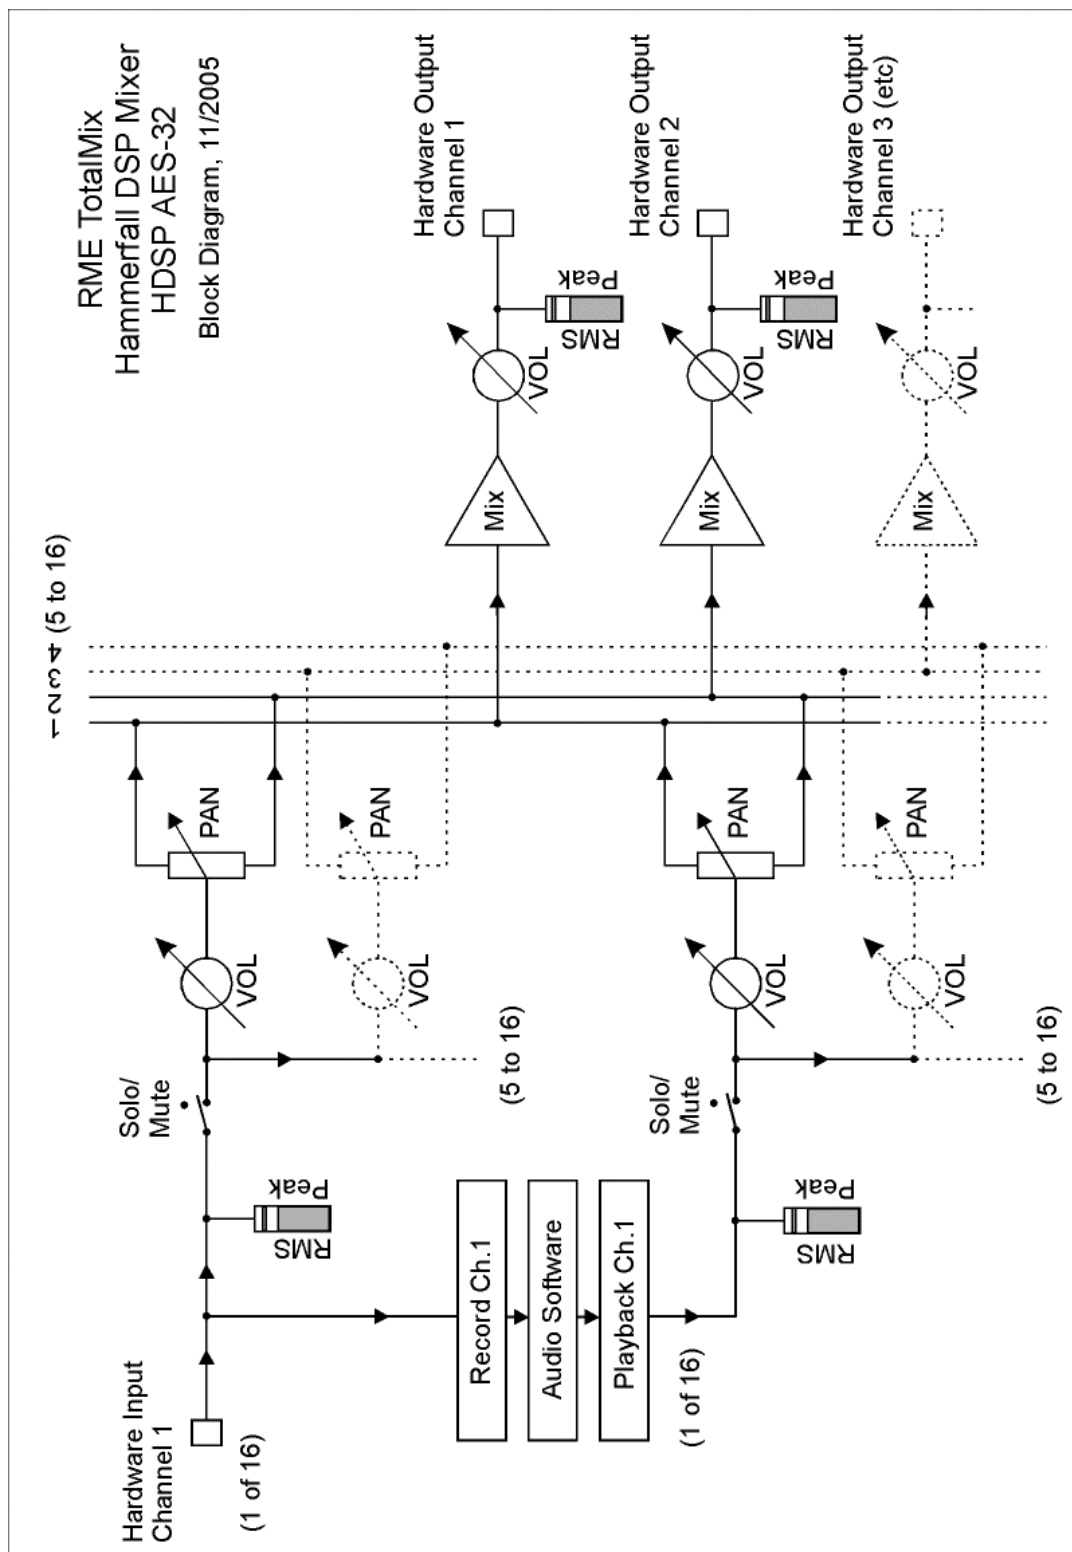 RME TotalMix
Hammerfall DSP Mixer
HDSP AES-32
Block Diagram, 11/2005
Hardware Input
Channel 1
(1 of 16)
RMS
Peak
Solo/
Mute
VOL
PAN
VOL
PAN
(5 to 16)
1 2 3 4 (5 to 16)
Record Ch.1
Audio Software
Playback Ch.1
(1 of 16)
RMS
Peak
Solo/
Mute
VOL
PAN
VOL
PAN
(5 to 16)
Mix
VOL
RMS
Peak
Hardware Output
Channel 1
Mix
VOL
RMS
Peak
Hardware Output
Channel 2
Mix
VOL
Hardware Output
Channel 3 (etc)